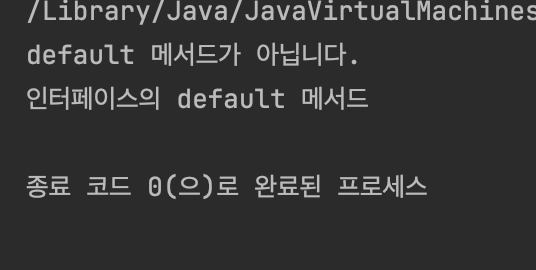 /Library/Java/JavaVirtualMachines
default 메서드가 아닙니다.
인터페이스의 default 메서드
종료 코드 0(으)로 완료된 프로세스